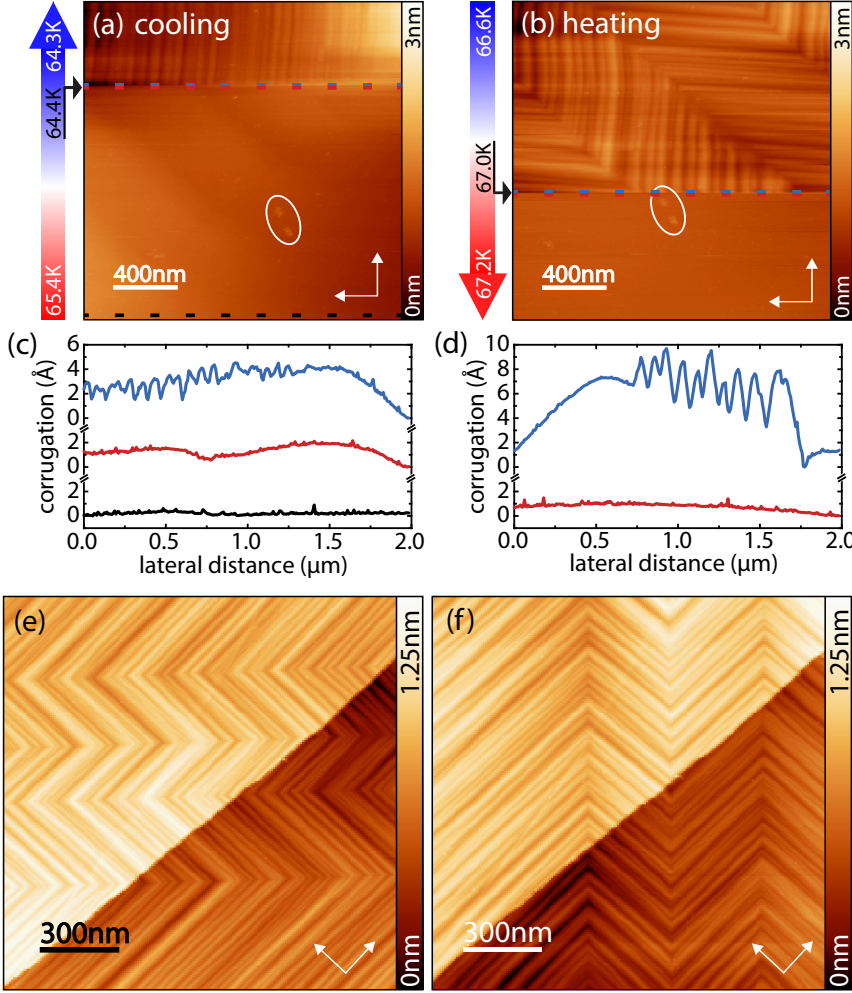 (a) cooling
64.3K
64.4K
65.4K
400nm
3nm
0nm
(b) heating
66.6K
67.0K
67.2K
400nm
3nm
0nm
(c)
corrugation (Å)
6
4
2
0
2
0
0.0 0.5 1.0 1.5 2.0
lateral distance (µm)
(d)
corrugation (Å)
10
8
6
4
2
0
2
0
0.0 0.5 1.0 1.5 2.0
lateral distance (µm)
(e)
300nm
1.25nm
0nm
(f)
300nm
1.25nm
0nm